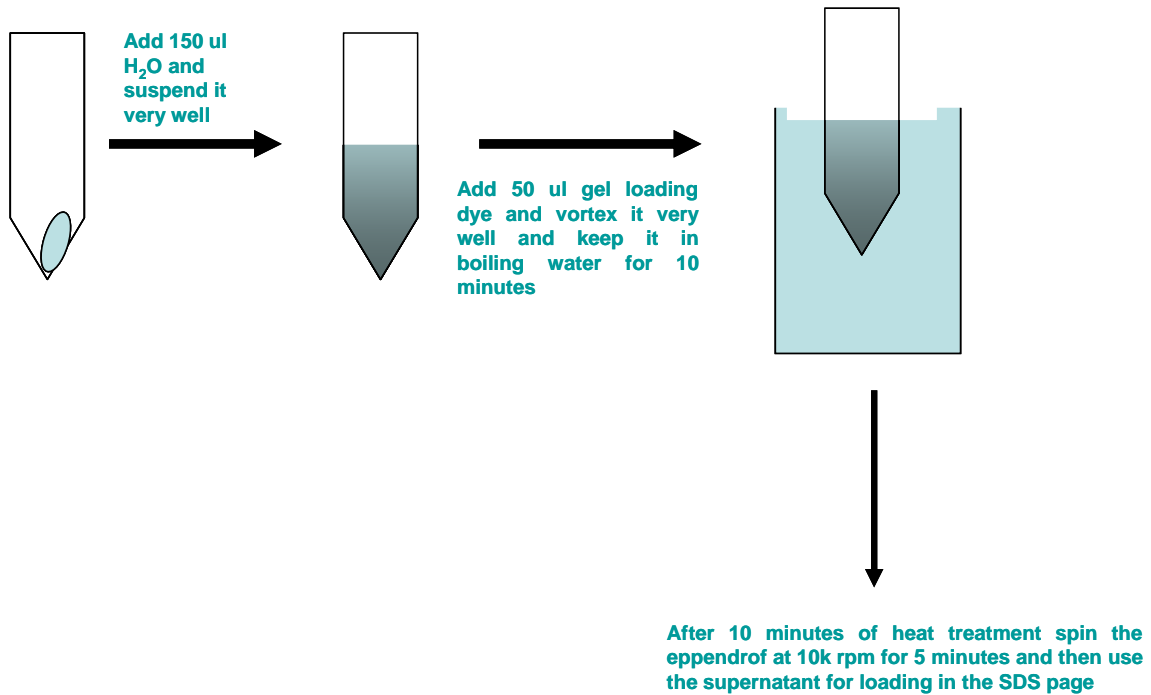 Add 150 ul
H₂O and
suspend it
very well
Add 50 ul gel loading
dye and vortex it very
well and keep it in
boiling water for 10
minutes
After 10 minutes of heat treatment spin the
eppendrof at 10k rpm for 5 minutes and then use
the supernatant for loading in the SDS page